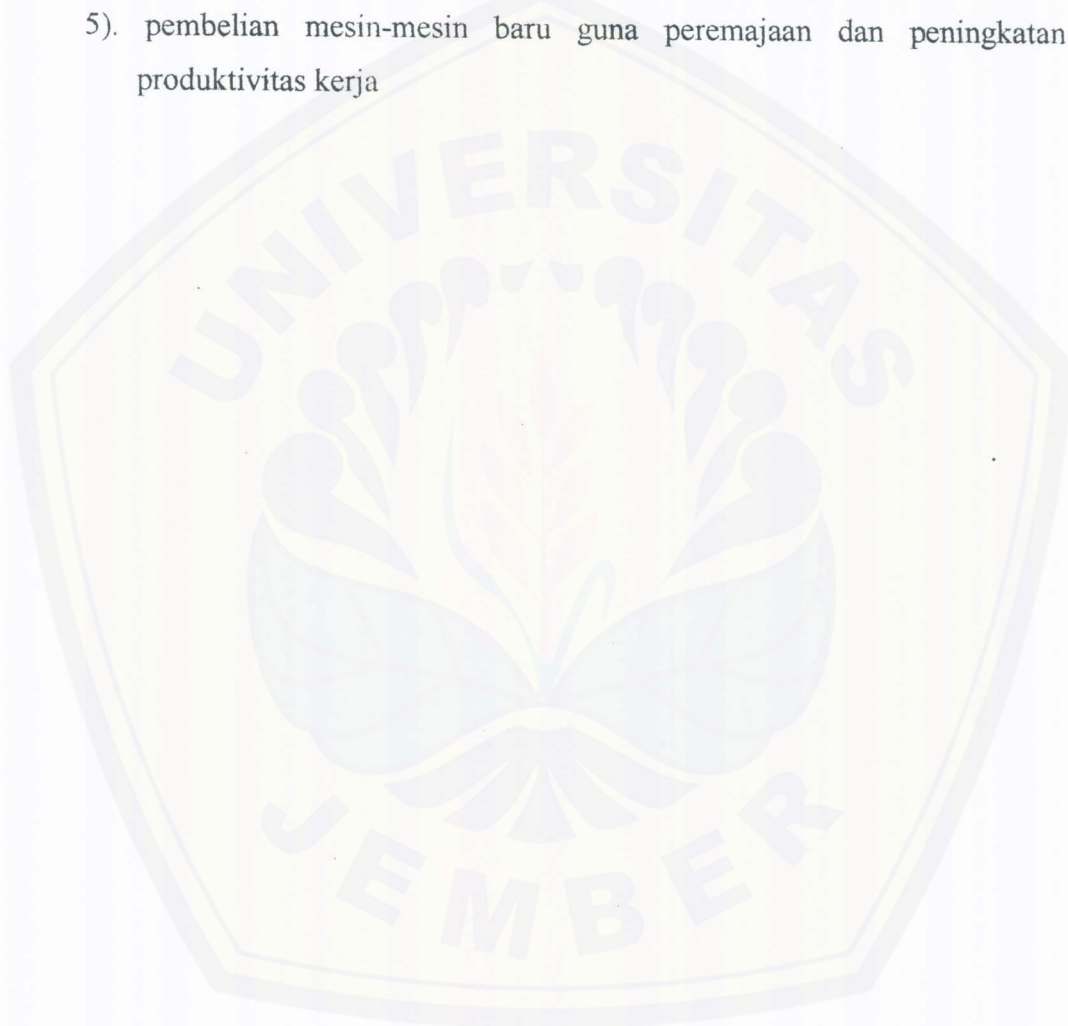 5). pembelian mesin-mesin baru guna peremajaan dan peningkatan
produktivitas kerja
UNIVERSITAS
JEMBER